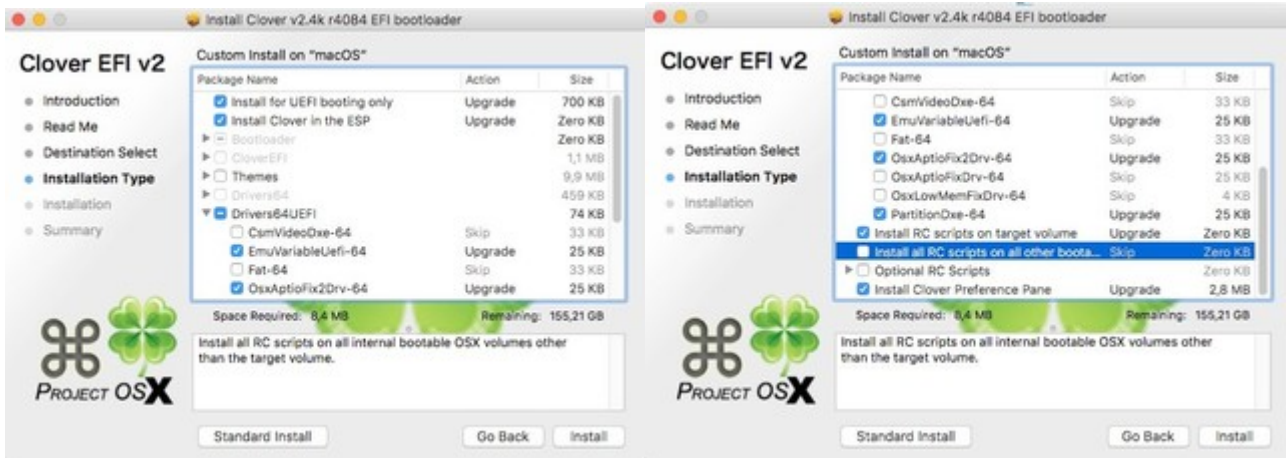 Install Clover v2.4k r4084 EFI bootloader
Clover EFI v2
Introduction
Read Me
Destination Select
Installation Type
Installation
Summary
PROJECT OSX
Custom Install on "macOS"
Package Name Action Size
Install for UEFI booting only Upgrade 700 KB
Install Clover in the ESP Upgrade Zero KB
Bootloader Zero KB
CloverEFI 1,1 MB
Themes 9,9 MB
Drivers64 459 KB
Drivers64UEFI 74 KB
CsmVideoDxe-64 Skip 33 KB
EmuVariableUefi-64 Upgrade 25 KB
Fat-64 Skip 33 KB
OsxAptioFix2Drv-64 Upgrade 25 KB
Space Required: 8,4 MB Remaining: 155,21 GB
Install all RC scripts on all internal bootable OSX volumes other
than the target volume.
Standard Install Go Back Install
Install Clover v2.4k r4084 EFI bootloader
Clover EFI v2
Introduction
Read Me
Destination Select
Installation Type
Installation
Summary
PROJECT OSX
Custom Install on "macOS"
Package Name Action Size
CsmVideoDxe-64 Skip 33 KB
EmuVariableUefi-64 Upgrade 25 KB
Fat-64 Skip 33 KB
OsxAptioFix2Drv-64 Upgrade 25 KB
OsxAptioFixDrv-64 Skip 25 KB
OsxLowMemFixDrv-64 Skip 4 KB
PartitionDxe-64 Upgrade 25 KB
Install RC scripts on target volume Upgrade Zero KB
Install all RC scripts on all other boota... Skip Zero KB
Optional RC Scripts Zero KB
Install Clover Preference Pane Upgrade 2,8 MB
Space Required: 8,4 MB Remaining: 155,21 GB
Install all RC scripts on all internal bootable OSX volumes other
than the target volume.
Standard Install Go Back Install